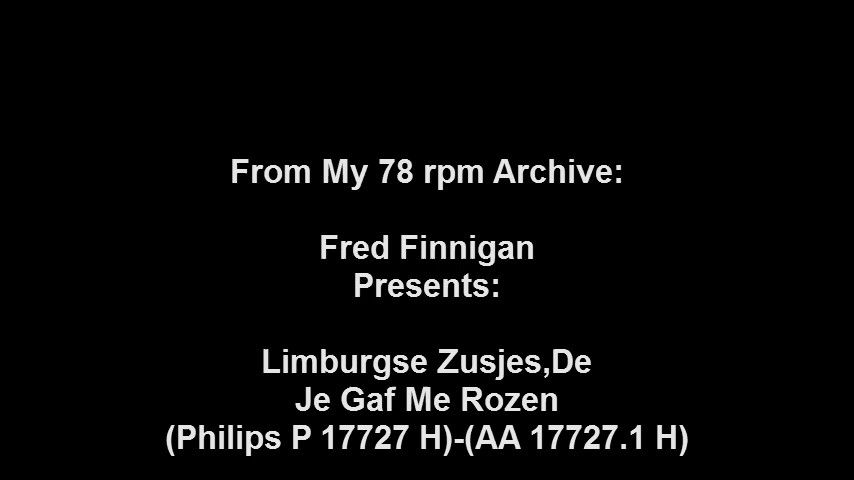 From My 78 rpm Archive:
Fred Finnigan
Presents:
Limburgse Zusjes,De
Je Gaf Me Rozen
(Philips P 17727 H)-(AA 17727.1 H)